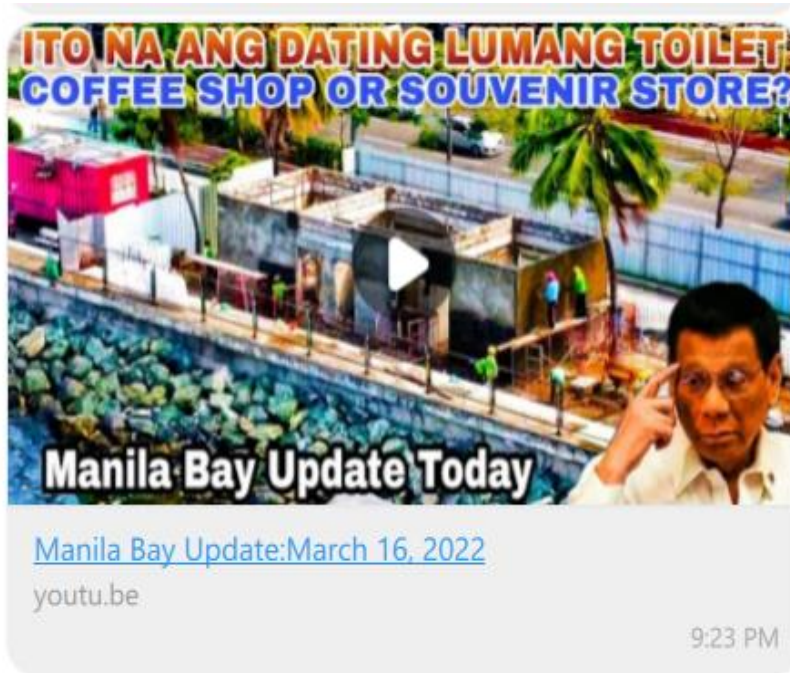 ITO NA ANG DATING LUMANG TOILET
COFFEE SHOP OR SOUVENIR STORE?
Manila Bay Update Today
Manila Bay Update:March 16, 2022
youtu.be
9:23 PM